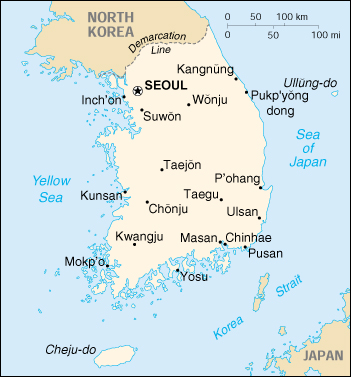 NORTH
KOREA
0 50 100 km
0 50 100 mi
Demarcation
Line
Kangnŭng
Ullŭng-do
SEOUL
Inch'on
Wŏnju
Pukp'yŏng
dong
Suwŏn
Sea
of
Japan
Taejŏn
Yellow
Sea
P'ohang
Kunsan
Taegu
Chŏnju
Ulsan
Kwangju
Masan
Chinhae
Pusan
Mokp'o
Yosu
Korea Strait
Cheju-do
JAPAN